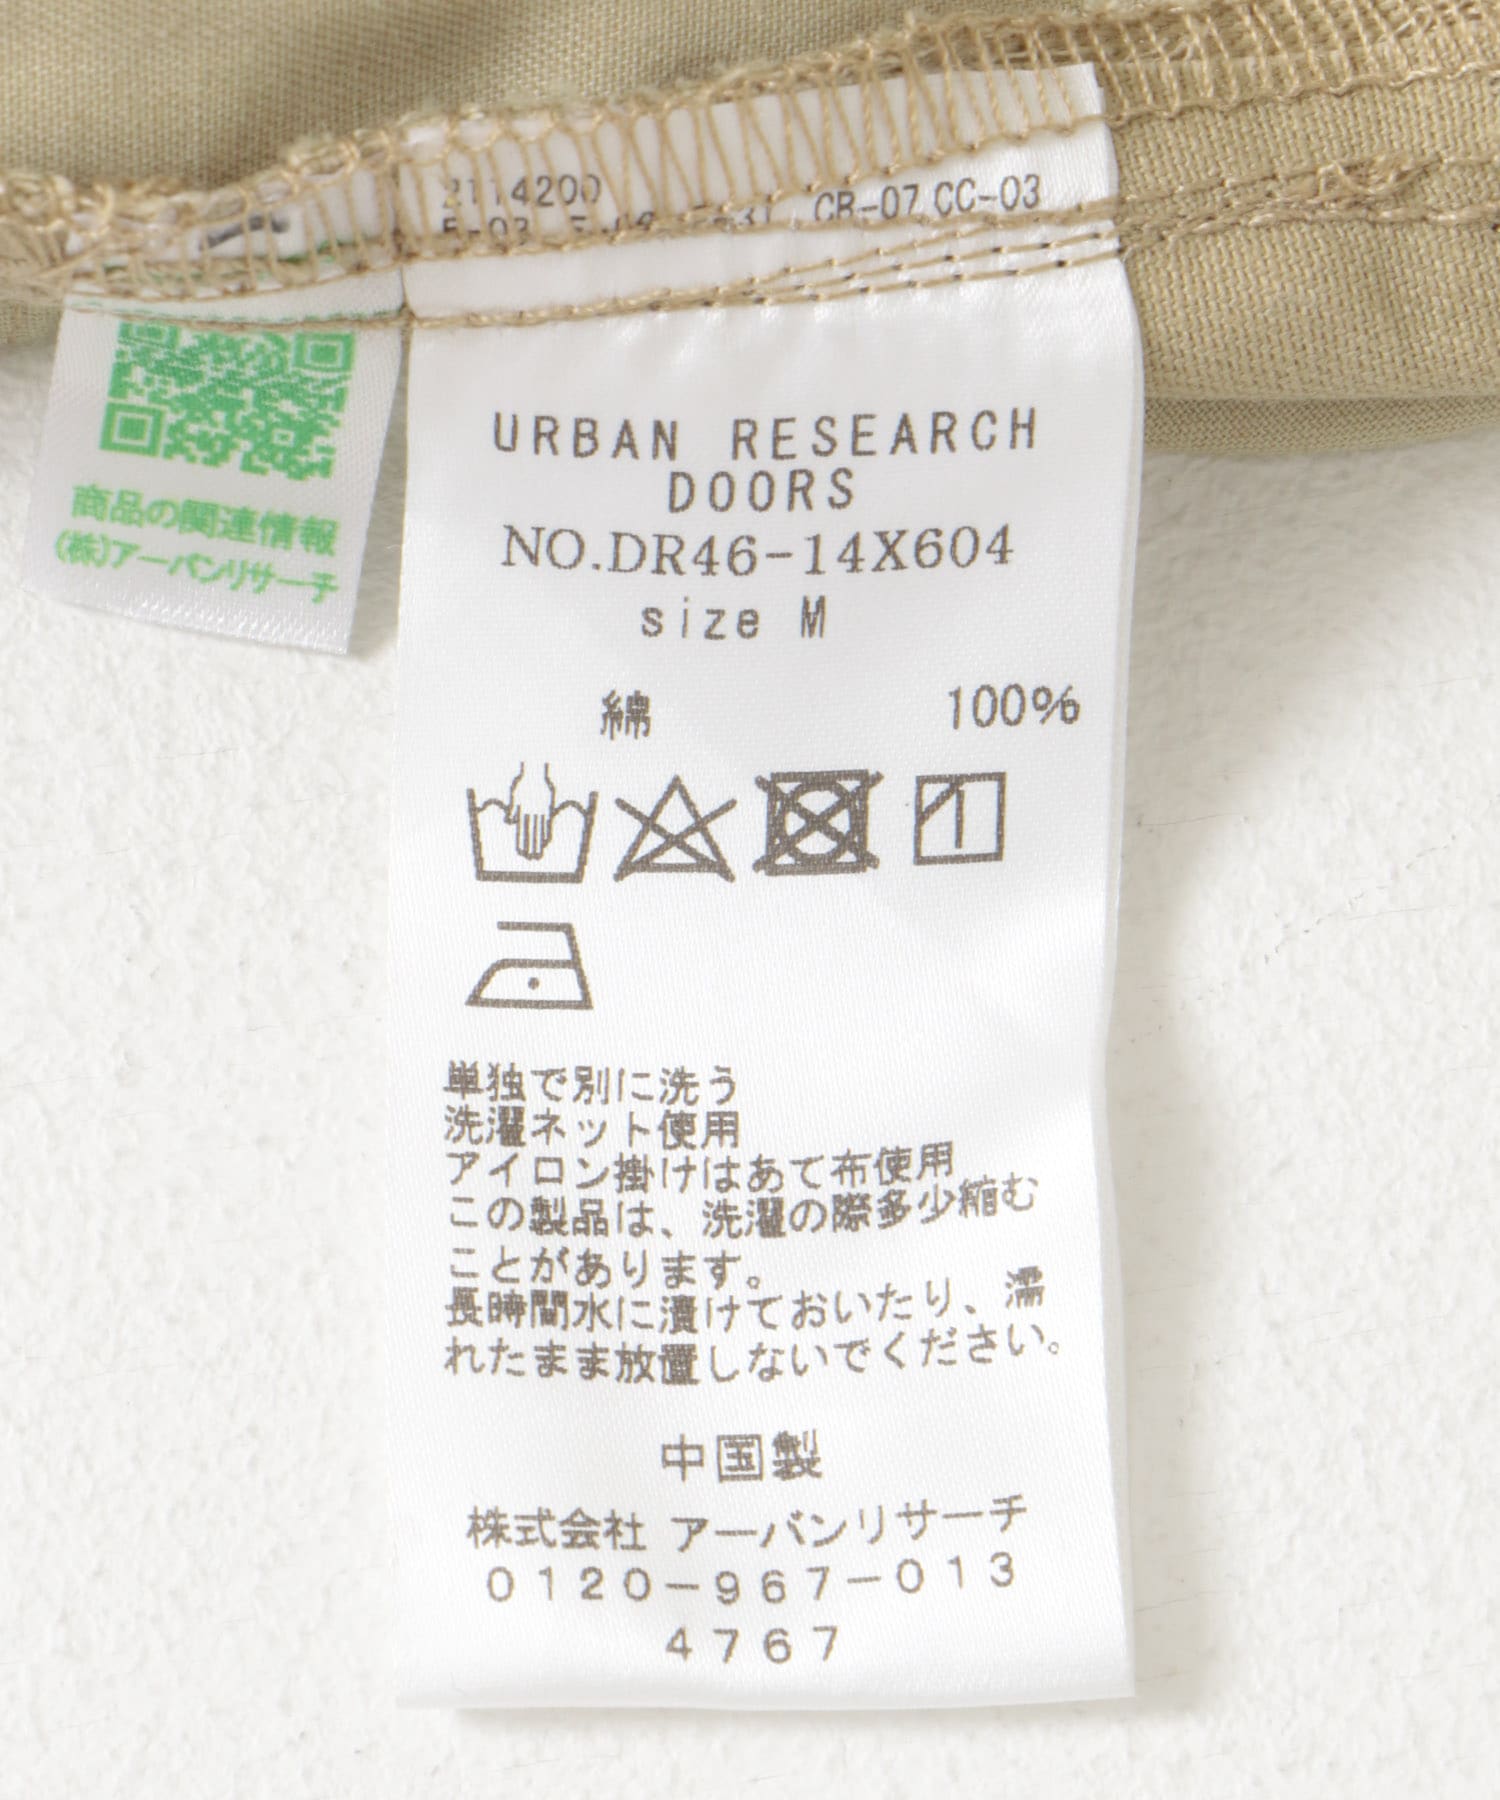 2114200
CB-07 CC-03
商品の関連情報
(株)アーバンリサーチ
URBAN RESEARCH
DOORS
NO.DR46-14X604
size M
綿 100%
単独で別に洗う
洗濯ネット使用
アイロン掛けはあて布使用
この製品は、洗濯の際多少縮む
ことがあります。
長時間水に漬けておいたり、濡
れたまま放置しないでください。
中国製
株式会社 アーバンリサーチ
0120-967-013
4767